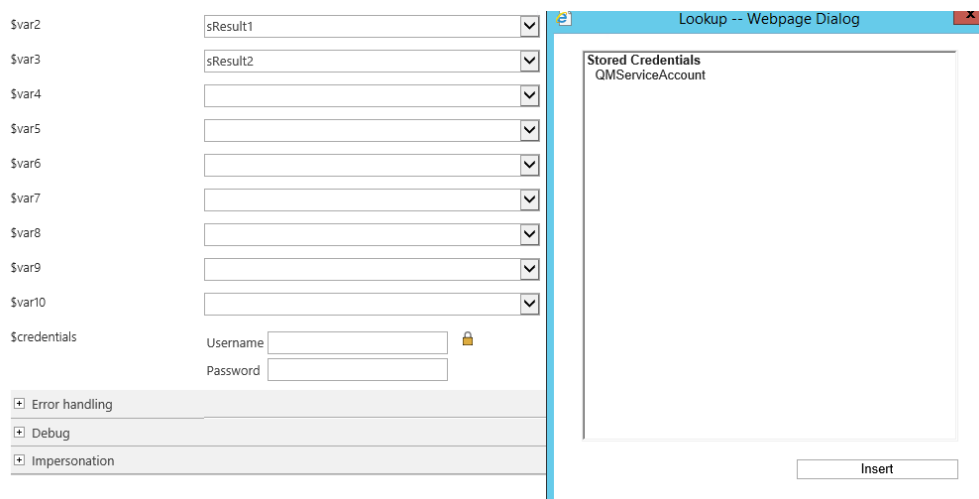 $var2 sResult1
$var3 sResult2
$var4
$var5
$var6
$var7
$var8
$var9
$var10
$credentials Username
Password
Error handling
Debug
Impersonation
Lookup -- Webpage Dialog
Stored Credentials
QMServiceAccount
Insert